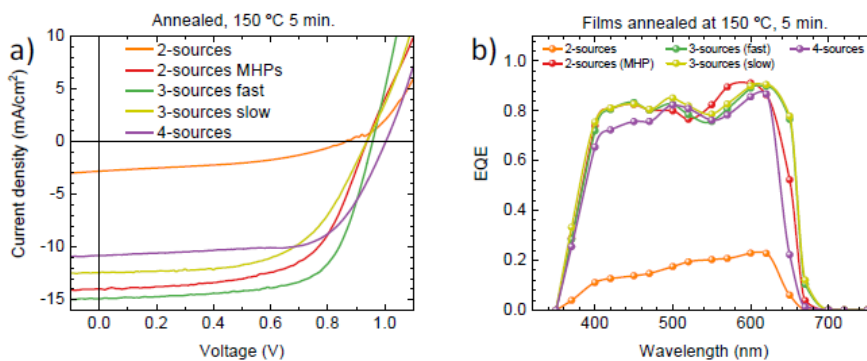 a)
Annealed, 150 ºC 5 min.
Current density (mA/cm²)
10
5
0
-5
-10
-15
2-sources
2-sources MHPs
3-sources fast
3-sources slow
4-sources
0.0 0.2 0.4 0.6 0.8 1.0
Voltage (V)
b)
Films annealed at 150 ºC, 5 min.
EQE
1.0
0.8
0.6
0.4
0.2
0.0
2-sources 3-sources (fast) 4-sources
2-sources (MHP) 3-sources (slow)
400 500 600 700
Wavelength (nm)